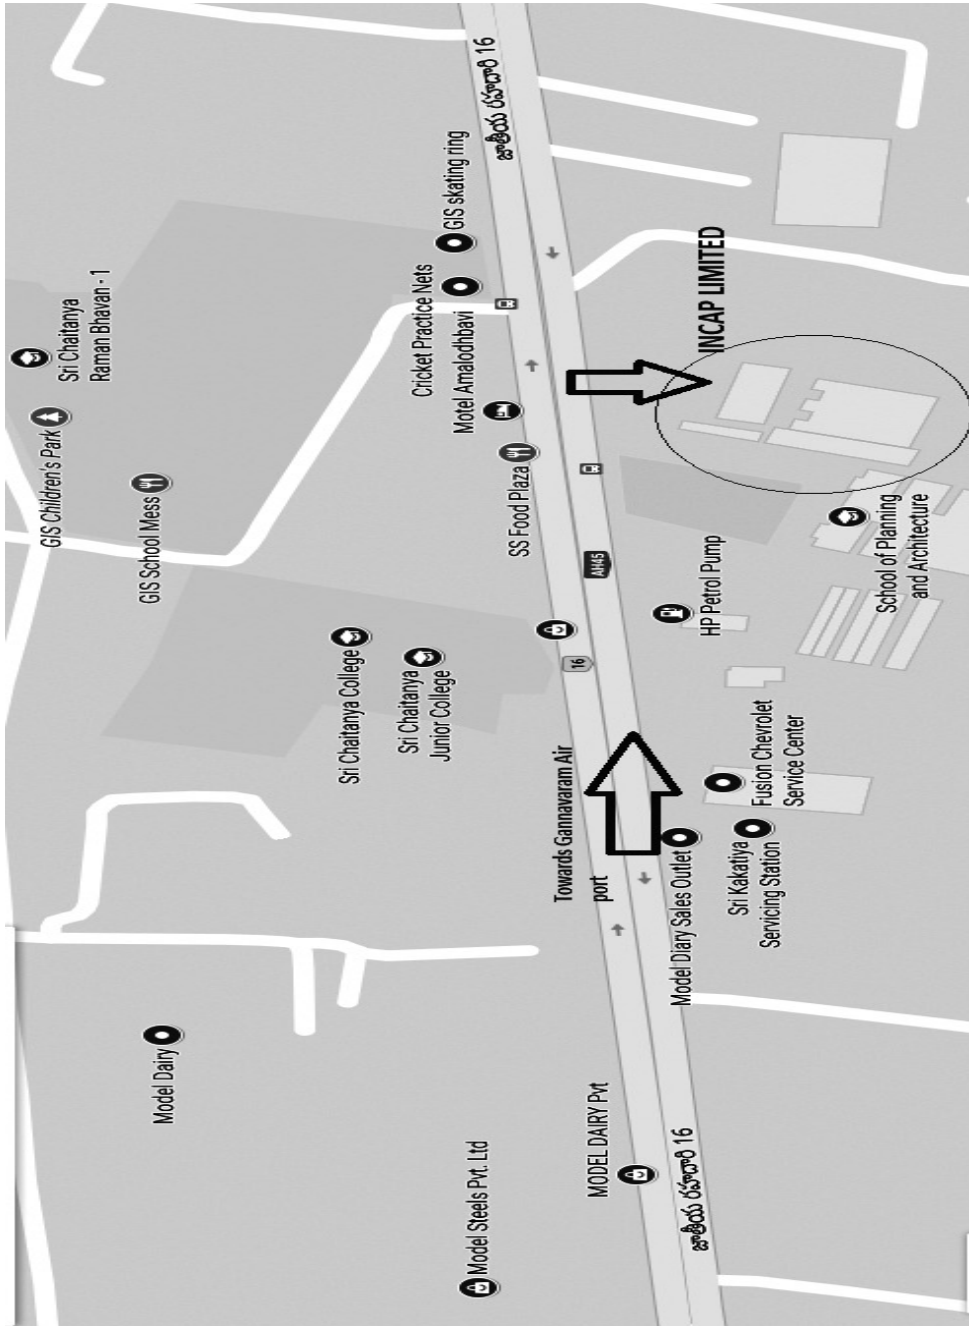 Sri Chaitanya
Raman Bhavan - 1
GIS Children's Park
GIS School Mess
Sri Chaitanya College
Sri Chaitanya
Junior College
Model Dairy
Model Steels Pvt. Ltd
GIS skating ring
Cricket Practice Nets
Motel Amalodhbavi
SS Food Plaza
జాతీయ రహదారి 16
Towards Gannavaram Air
port
MODEL DAIRY Pvt
16
AH45
జాతీయ రహదారి 16
Model Diary Sales Outlet
Sri Kakatiya
Servicing Station
Fusion Chevrolet
Service Center
HP Petrol Pump
INCAP LIMITED
School of Planning
and Architecture